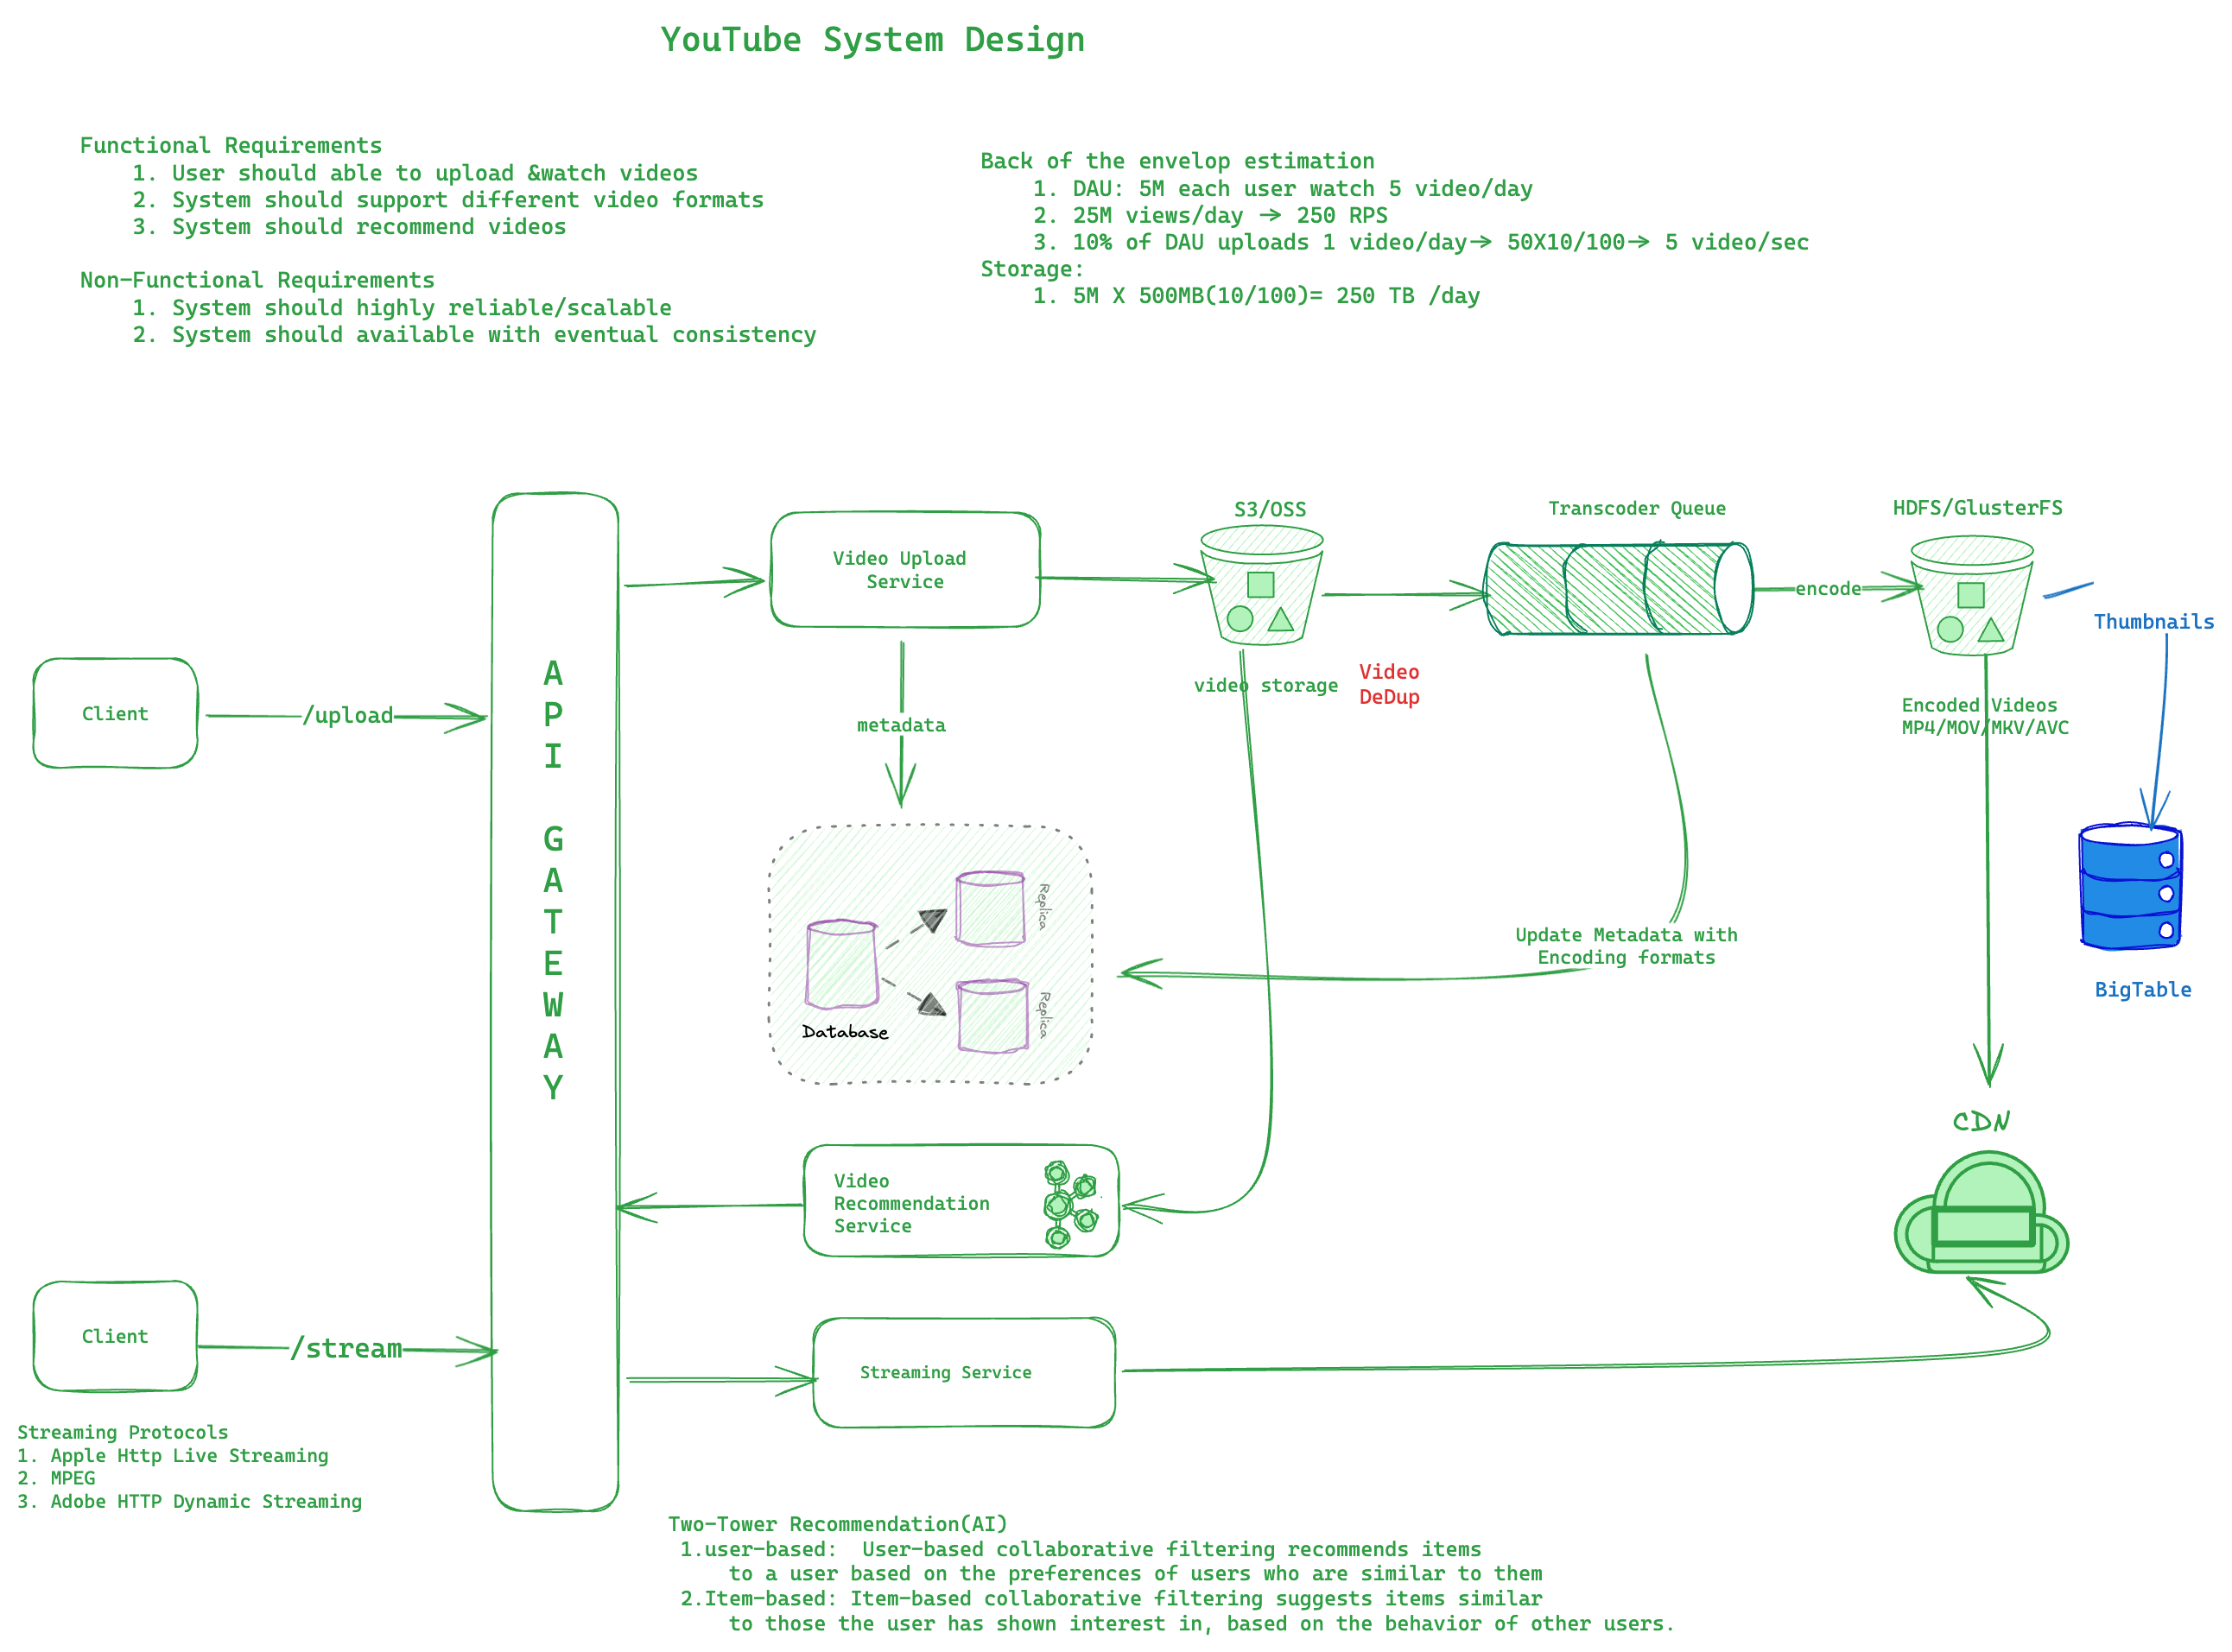 YouTube System Design
Functional Requirements
1. User should able to upload &watch videos
2. System should support different video formats
3. System should recommend videos
Non-Functional Requirements
1. System should highly reliable/scalable
2. System should available with eventual consistency
Back of the envelop estimation
1. DAU: 5M each user watch 5 video/day
2. 25M views/day -> 250 RPS
3. 10% of DAU uploads 1 video/day-> 50X10/100-> 5 video/sec
Storage:
1. 5M X 500MB(10/100)= 250 TB /day
Client
/upload
API GATEWAY
Video Upload
Service
metadata
S3/OSS
video storage
Video
DeDup
Transcoder Queue
encode
HDFS/GlusterFS
Thumbnails
Encoded Videos
MP4/MOV/MKV/AVC
BigTable
Database
Replica
Replica
Update Metadata with
Encoding formats
CDN
Video
Recommendation
Service
Client
/stream
Streaming Service
Streaming Protocols
1. Apple Http Live Streaming
2. MPEG
3. Adobe HTTP Dynamic Streaming
Two-Tower Recommendation(AI)
1.user-based: User-based collaborative filtering recommends items
to a user based on the preferences of users who are similar to them
2.Item-based: Item-based collaborative filtering suggests items similar
to those the user has shown interest in, based on the behavior of other users.